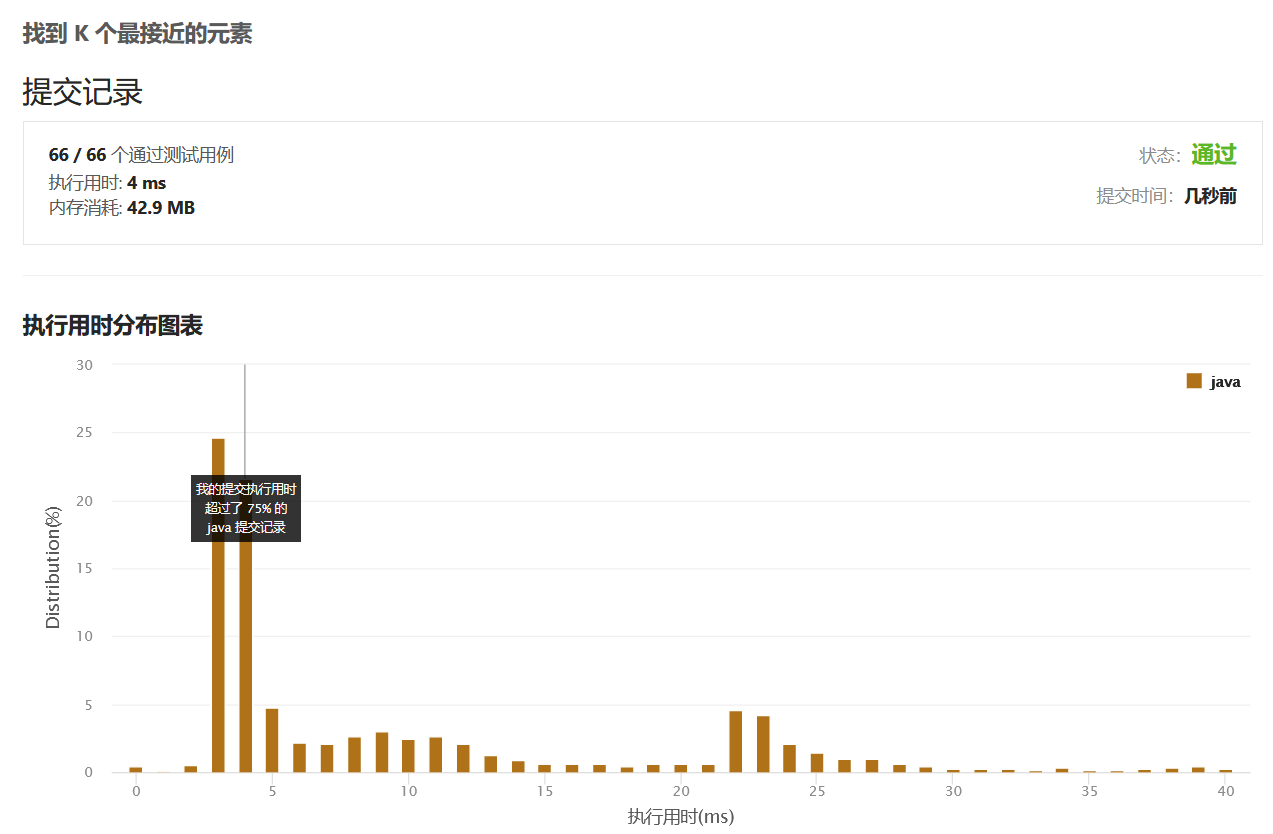 找到 K 个最接近的元素
提交记录
66 / 66 个通过测试用例
状态：通过
执行用时: 4 ms
提交时间：几秒前
内存消耗: 42.9 MB
执行用时分布图表
30
25
20
15
10
5
0
Distribution(%)
java
我的提交执行用时
超过了 75% 的
java 提交记录
0 5 10 15 20 25 30 35 40
执行用时(ms)